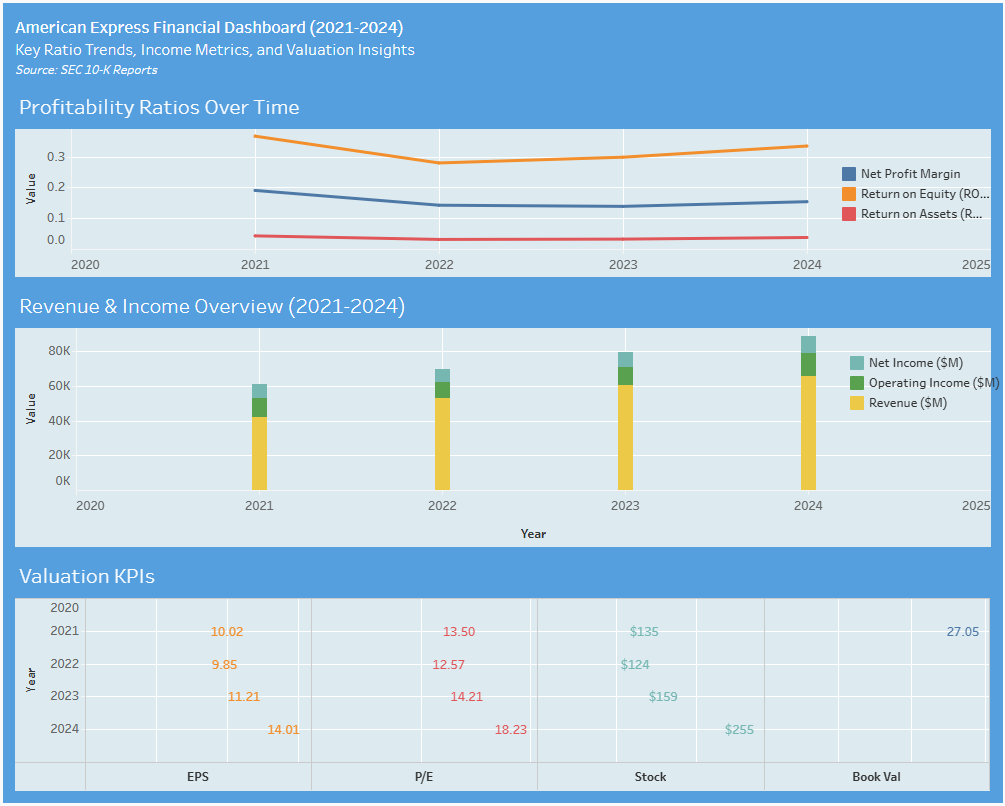 American Express Financial Dashboard (2021-2024)
Key Ratio Trends, Income Metrics, and Valuation Insights
Source: SEC 10-K Reports
Profitability Ratios Over Time
Value
0.3
0.2
0.1
0.0
2020 2021 2022 2023 2024 2025
Net Profit Margin
Return on Equity (RO...
Return on Assets (R...
Revenue & Income Overview (2021-2024)
Value
80K
60K
40K
20K
0K
2020 2021 2022 2023 2024 2025
Year
Net Income ($M)
Operating Income ($M)
Revenue ($M)
Valuation KPIs
Year
2020
2021 10.02 13.50 $135 27.05
2022 9.85 12.57 $124
2023 11.21 14.21 $159
2024 14.01 18.23 $255
EPS P/E Stock Book Val